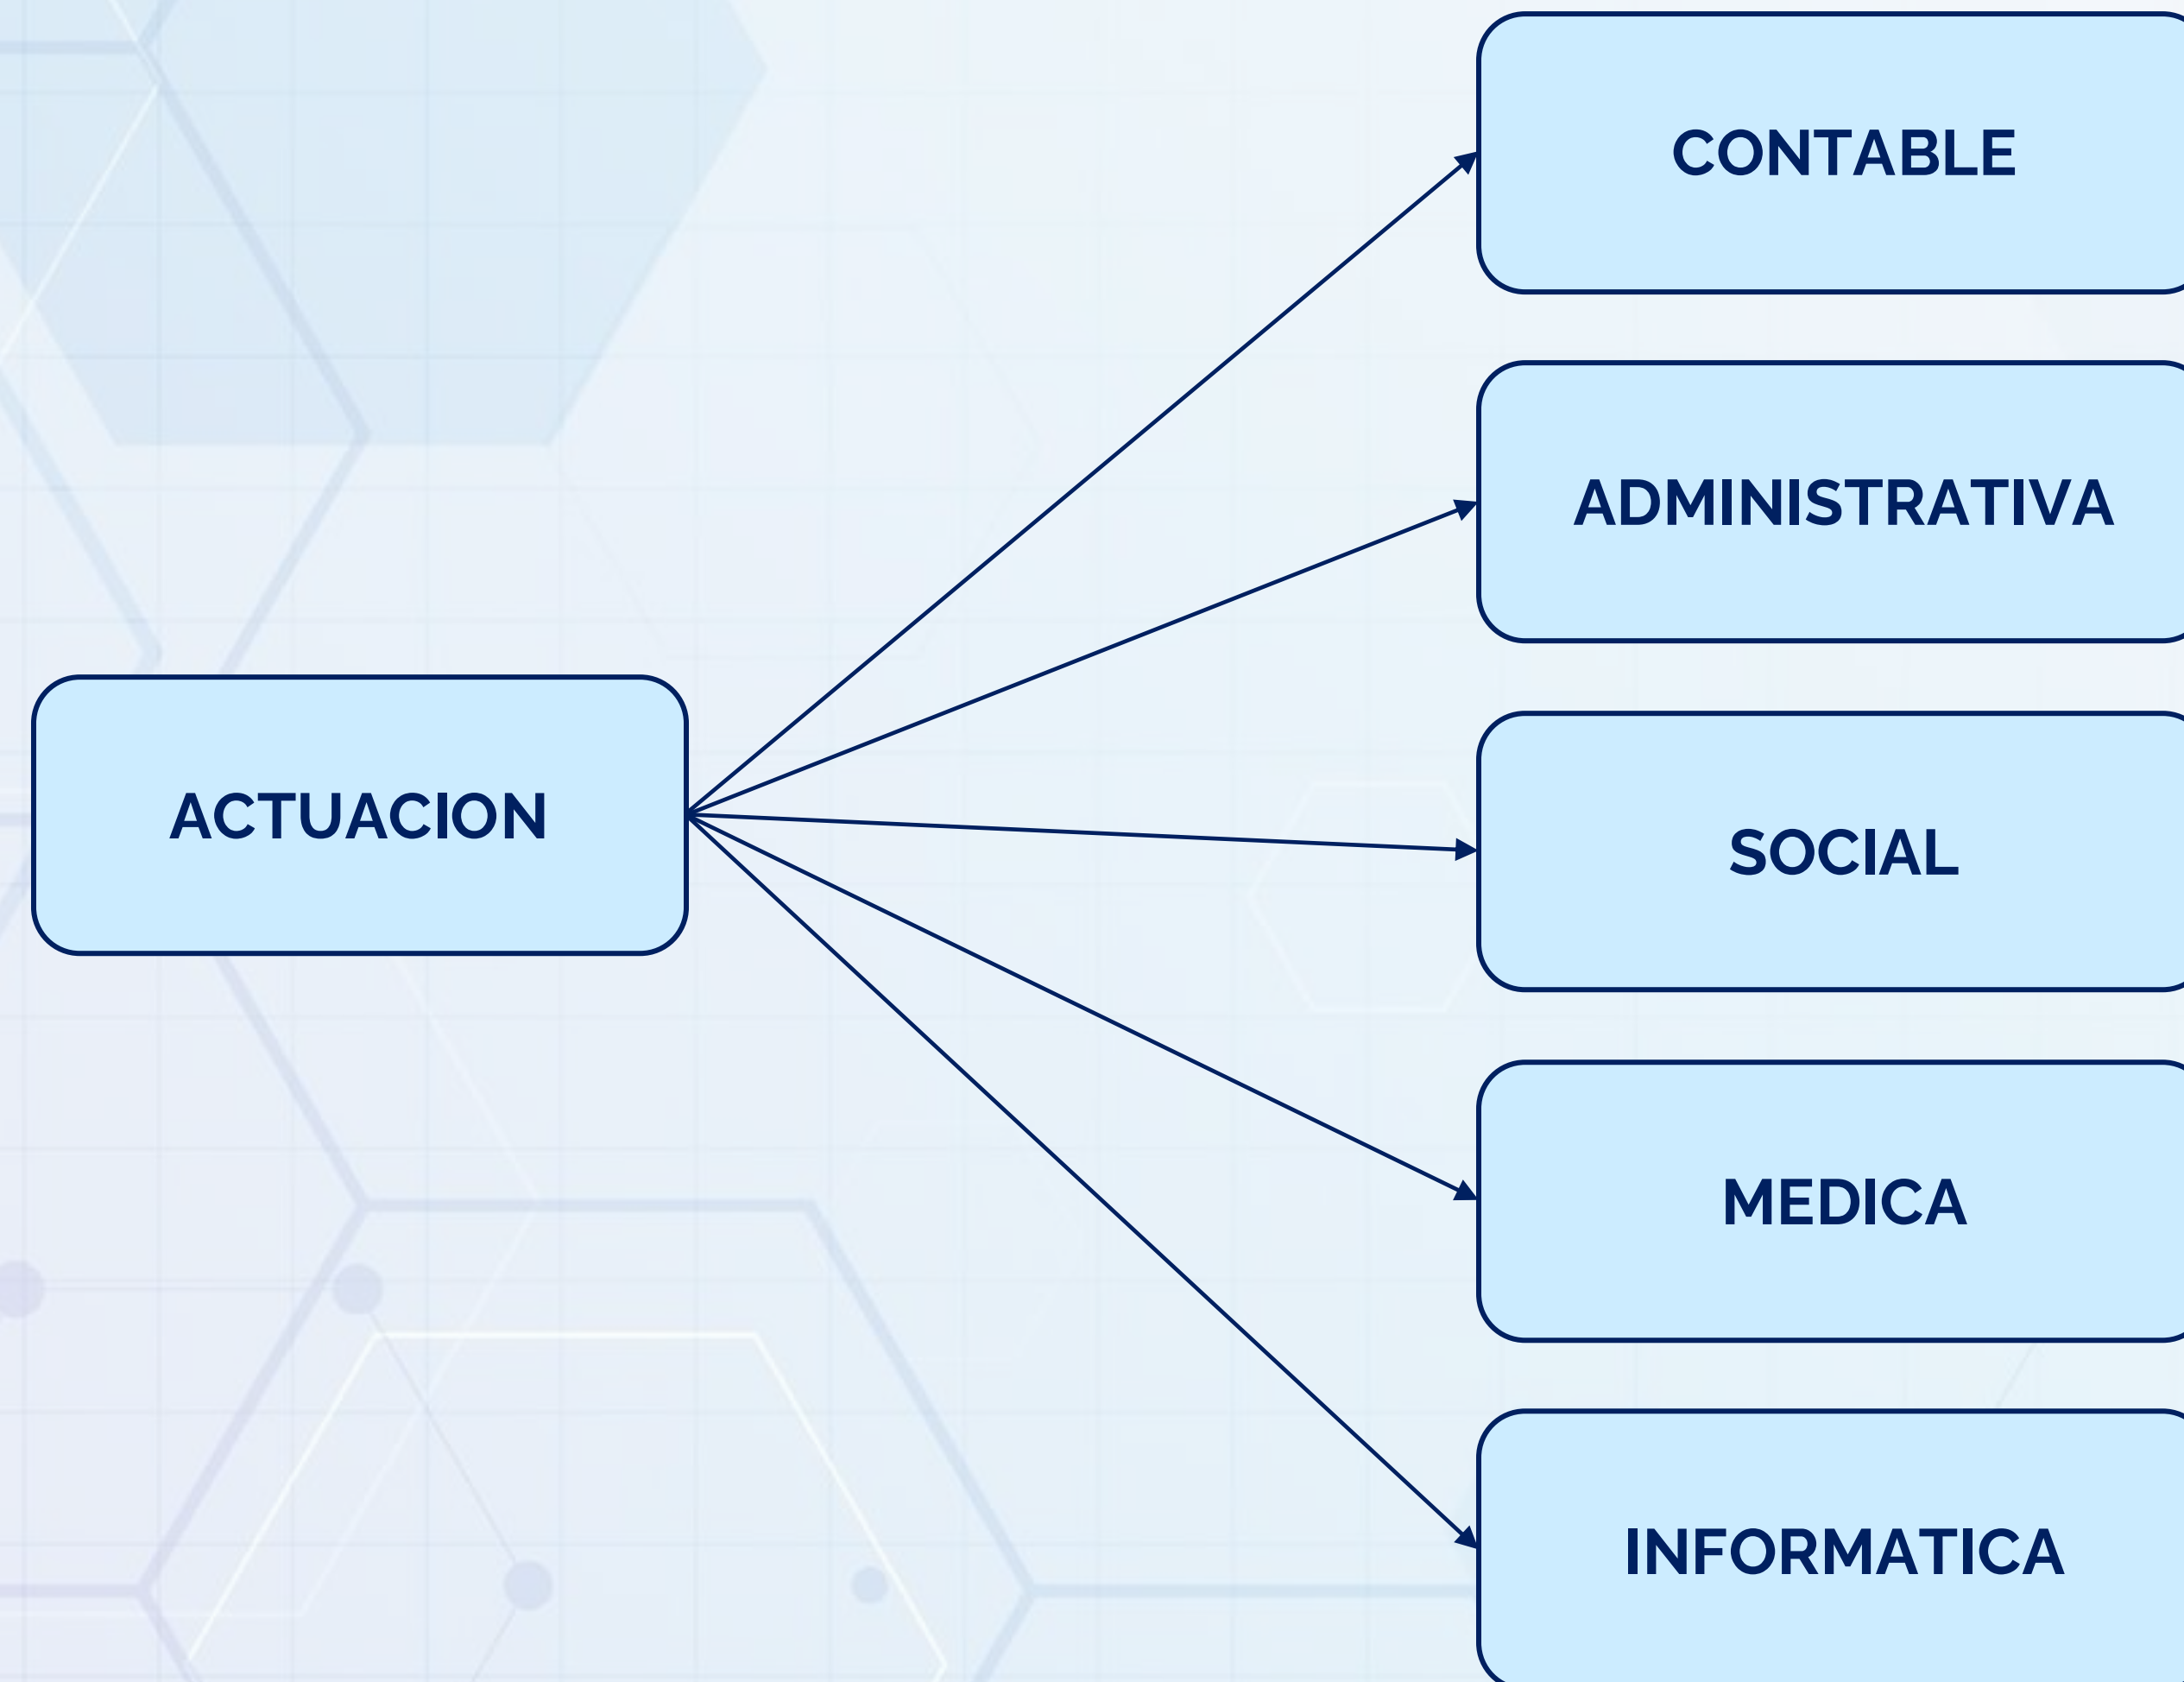 CONTABLE
ADMINISTRATIVA
ACTUACION
SOCIAL
MEDICA
INFORMATICA